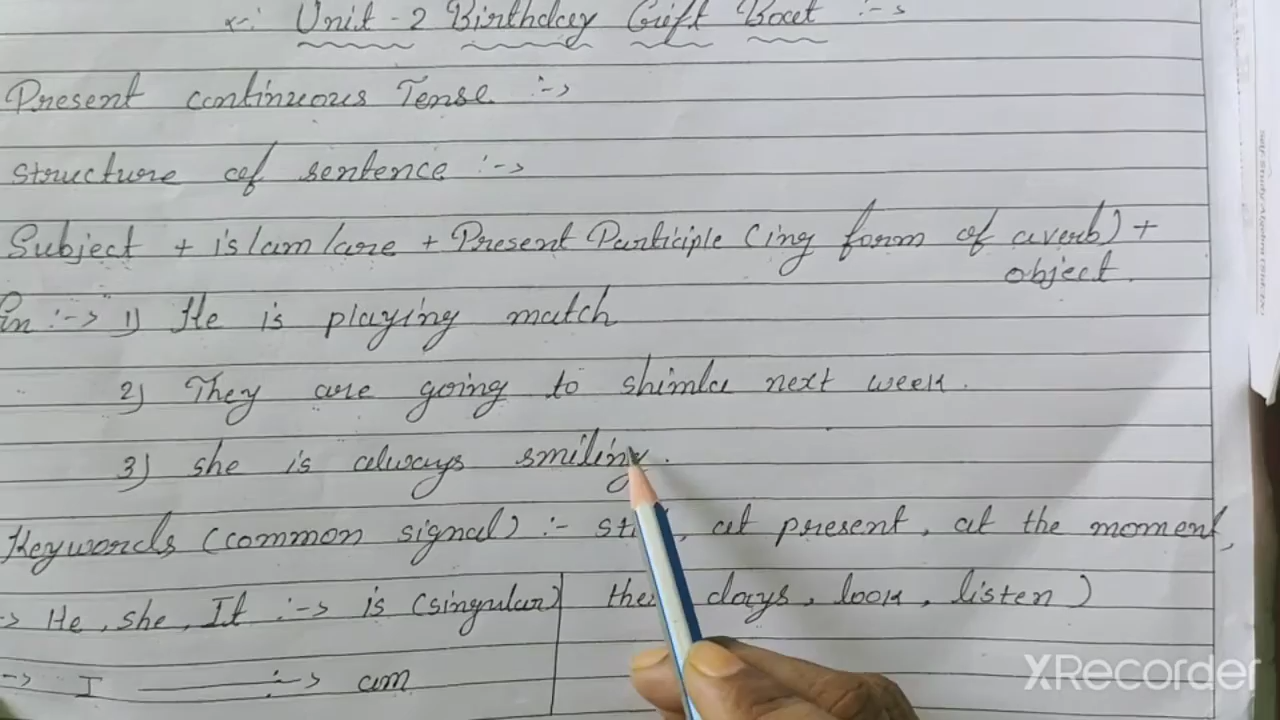 Unit - 2 Birthday Gift Boat :->
Present continuous Tense :->
structure of sentence :->
Subject + is/am/are + Present Participle (ing form of a verb) +
object.
:-> 1) He is playing match
2) They are going to shimla next week.
3) she is always smiling.
Keywords (common signal) :- , at present, at the moment,
-> He, she, It :-> is (singular) days, look, listen)
-> I :-> am
XRecorder